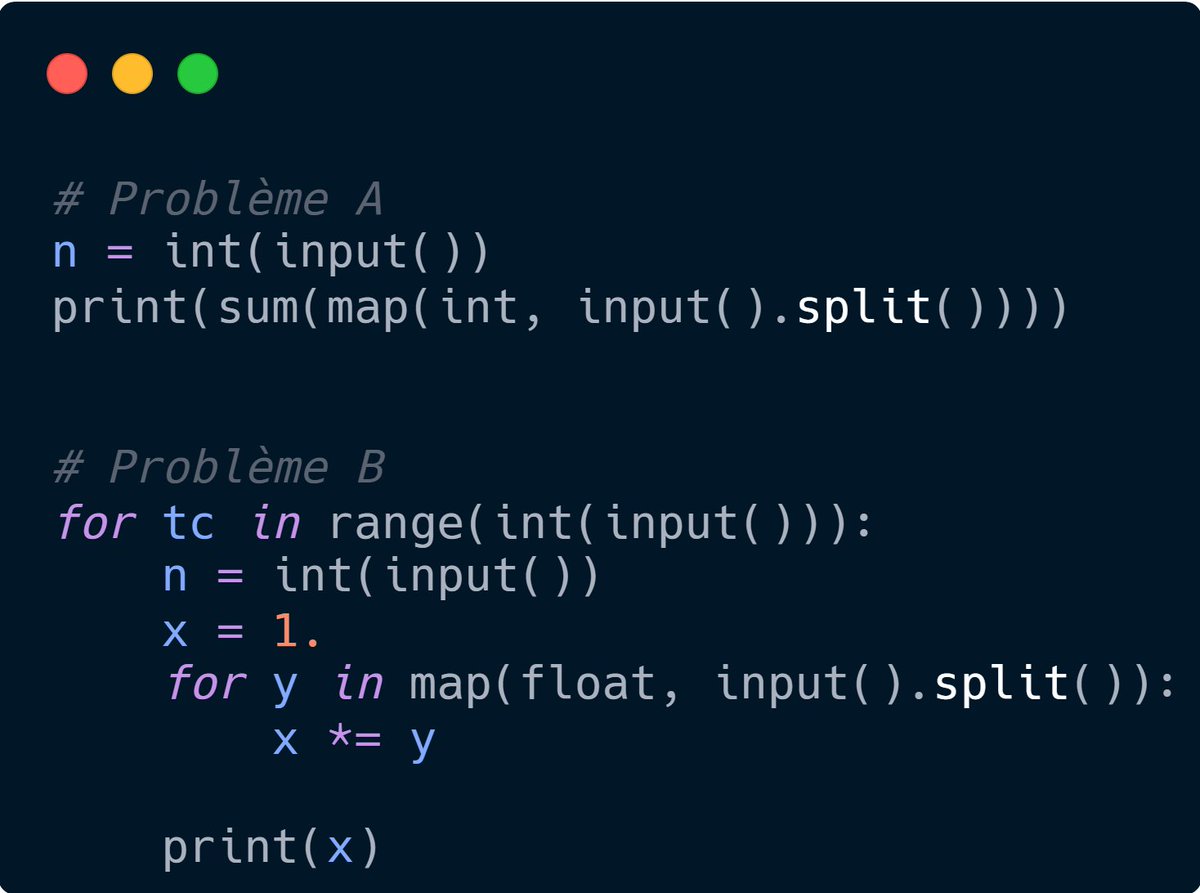 # Problème A
n = int(input())
print(sum(map(int, input().split())))
# Problème B
for tc in range(int(input())):
    n = int(input())
    x = 1.
    for y in map(float, input().split()):
        x *= y
    print(x)